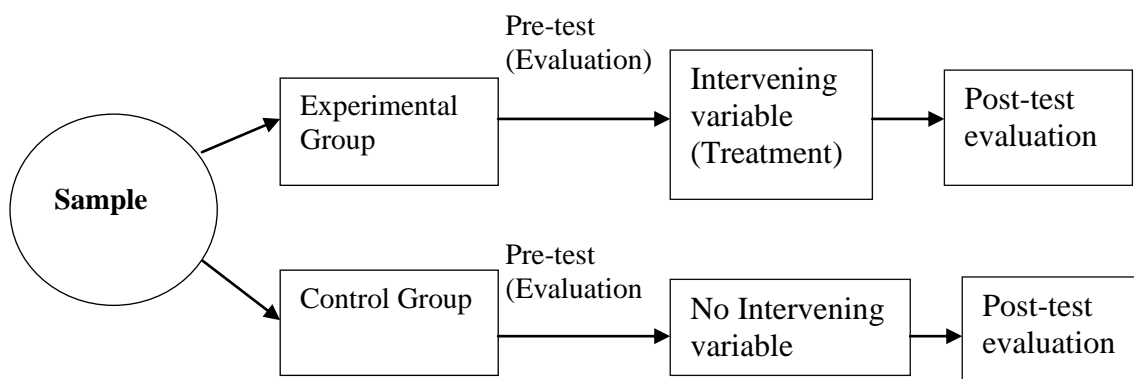 Pre-test
(Evaluation)
Experimental
Group
Intervening
variable
(Treatment)
Post-test
evaluation
Sample
Pre-test
(Evaluation
Control Group
No Intervening
variable
Post-test
evaluation